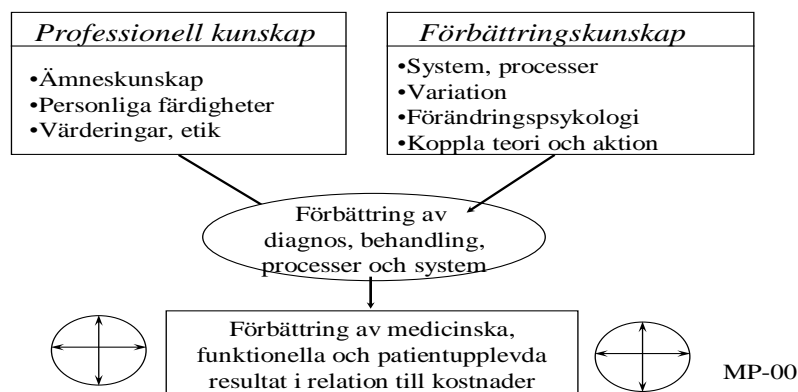 Professionell kunskap
•Ämneskunskap
•Personliga färdigheter
•Värderingar, etik
Förbättringskunskap
•System, processer
•Variation
•Förändringspsykologi
•Koppla teori och aktion
Förbättring av
diagnos, behandling,
processer och system
Förbättring av medicinska,
funktionella och patientupplevda
resultat i relation till kostnader
MP-00